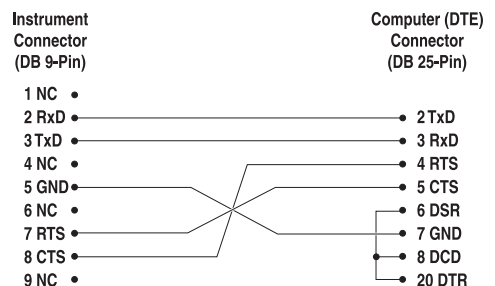 Instrument
Connector
(DB 9-Pin)
Computer (DTE)
Connector
(DB 25-Pin)
1 NC
2 RxD
2 TxD
3 TxD
3 RxD
4 NC
4 RTS
5 GND
5 CTS
6 NC
6 DSR
7 RTS
7 GND
8 CTS
8 DCD
9 NC
20 DTR